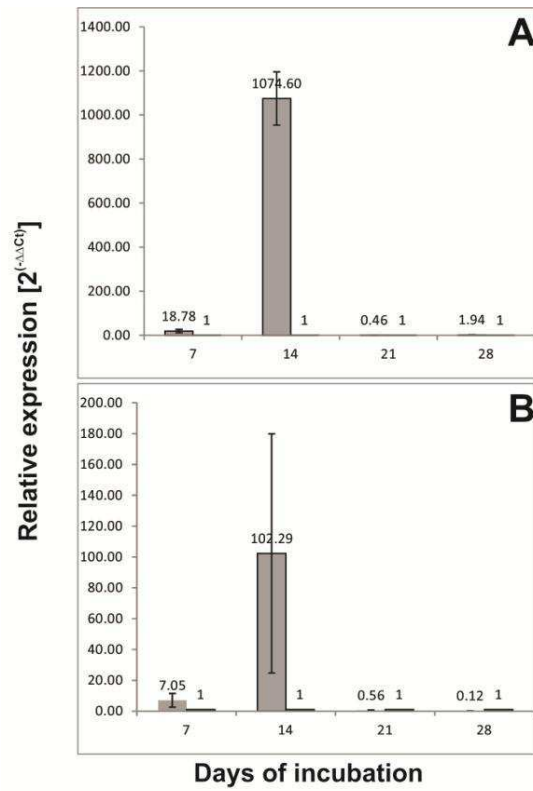 A
1400.00
1200.00
1074.60
1000.00
800.00
600.00
400.00
200.00
18.78 1 1 0.46 1 1.94 1
0.00
7 14 21 28
Relative expression [2^(-ΔΔCt)]
B
200.00
180.00
160.00
140.00
120.00
102.29
100.00
80.00
60.00
40.00
20.00
7.05 1 1 0.56 1 0.12 1
0.00
7 14 21 28
Days of incubation